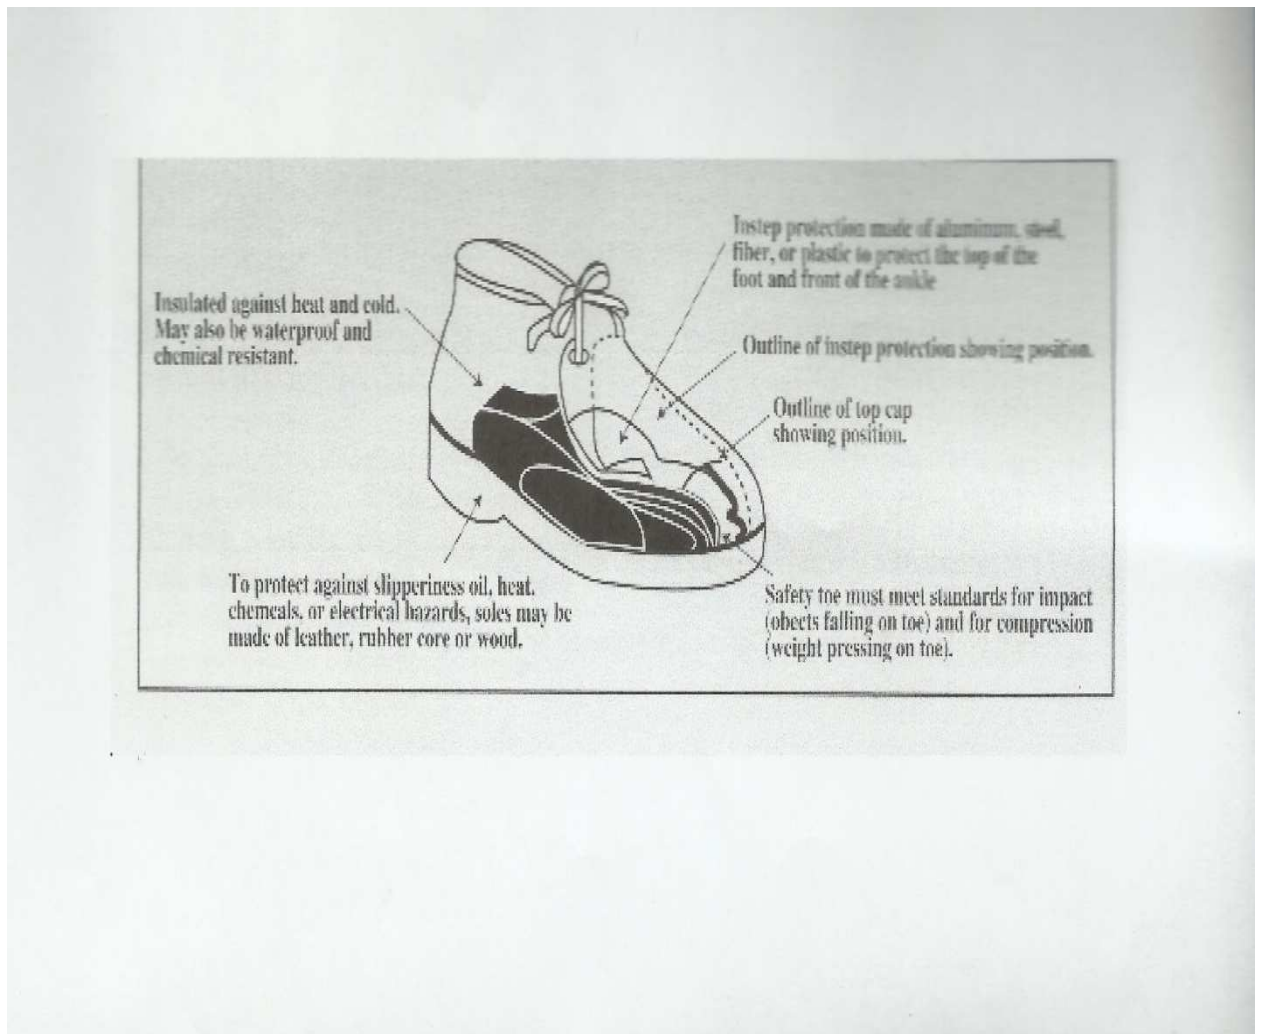 Instep protection made of aluminum, steel,
fiber, or plastic to protect the top of the
foot and front of the ankle
Insulated against heat and cold.
May also be waterproof and
chemical resistant.
Outline of instep protection showing position.
Outline of top cap
showing position.
To protect against slipperiness oil, heat,
chemcals, or electrical hazards, soles may be
made of leather, rubber core or wood.
Safety toe must meet standards for impact
(obects falling on toe) and for compression
(weight pressing on toe).